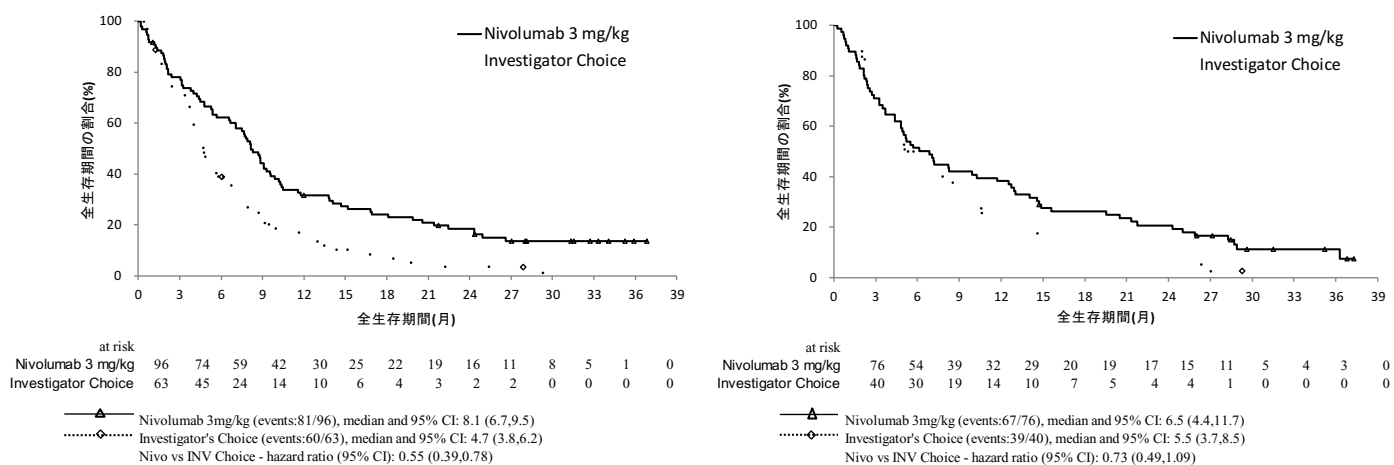 100
80
60
40
20
0
全生存期間の割合(%)
Nivolumab 3 mg/kg
Investigator Choice
0 3 6 9 12 15 18 21 24 27 30 33 36 39
全生存期間(月)
at risk
Nivolumab 3 mg/kg 96 74 59 42 30 25 22 19 16 11 8 5 1 0
Investigator Choice 63 45 24 14 10 6 4 3 2 2 0 0 0 0
Nivolumab 3mg/kg (events:81/96), median and 95% CI: 8.1 (6.7,9.5)
Investigator's Choice (events:60/63), median and 95% CI: 4.7 (3.8,6.2)
Nivo vs INV Choice - hazard ratio (95% CI): 0.55 (0.39,0.78)
100
80
60
40
20
0
全生存期間の割合(%)
Nivolumab 3 mg/kg
Investigator Choice
0 3 6 9 12 15 18 21 24 27 30 33 36 39
全生存期間(月)
at risk
Nivolumab 3 mg/kg 76 54 39 32 29 20 19 17 15 11 5 4 3 0
Investigator Choice 40 30 19 14 10 7 5 4 4 1 0 0 0 0
Nivolumab 3mg/kg (events:67/76), median and 95% CI: 6.5 (4.4,11.7)
Investigator's Choice (events:39/40), median and 95% CI: 5.5 (3.7,8.5)
Nivo vs INV Choice - hazard ratio (95% CI): 0.73 (0.49,1.09)